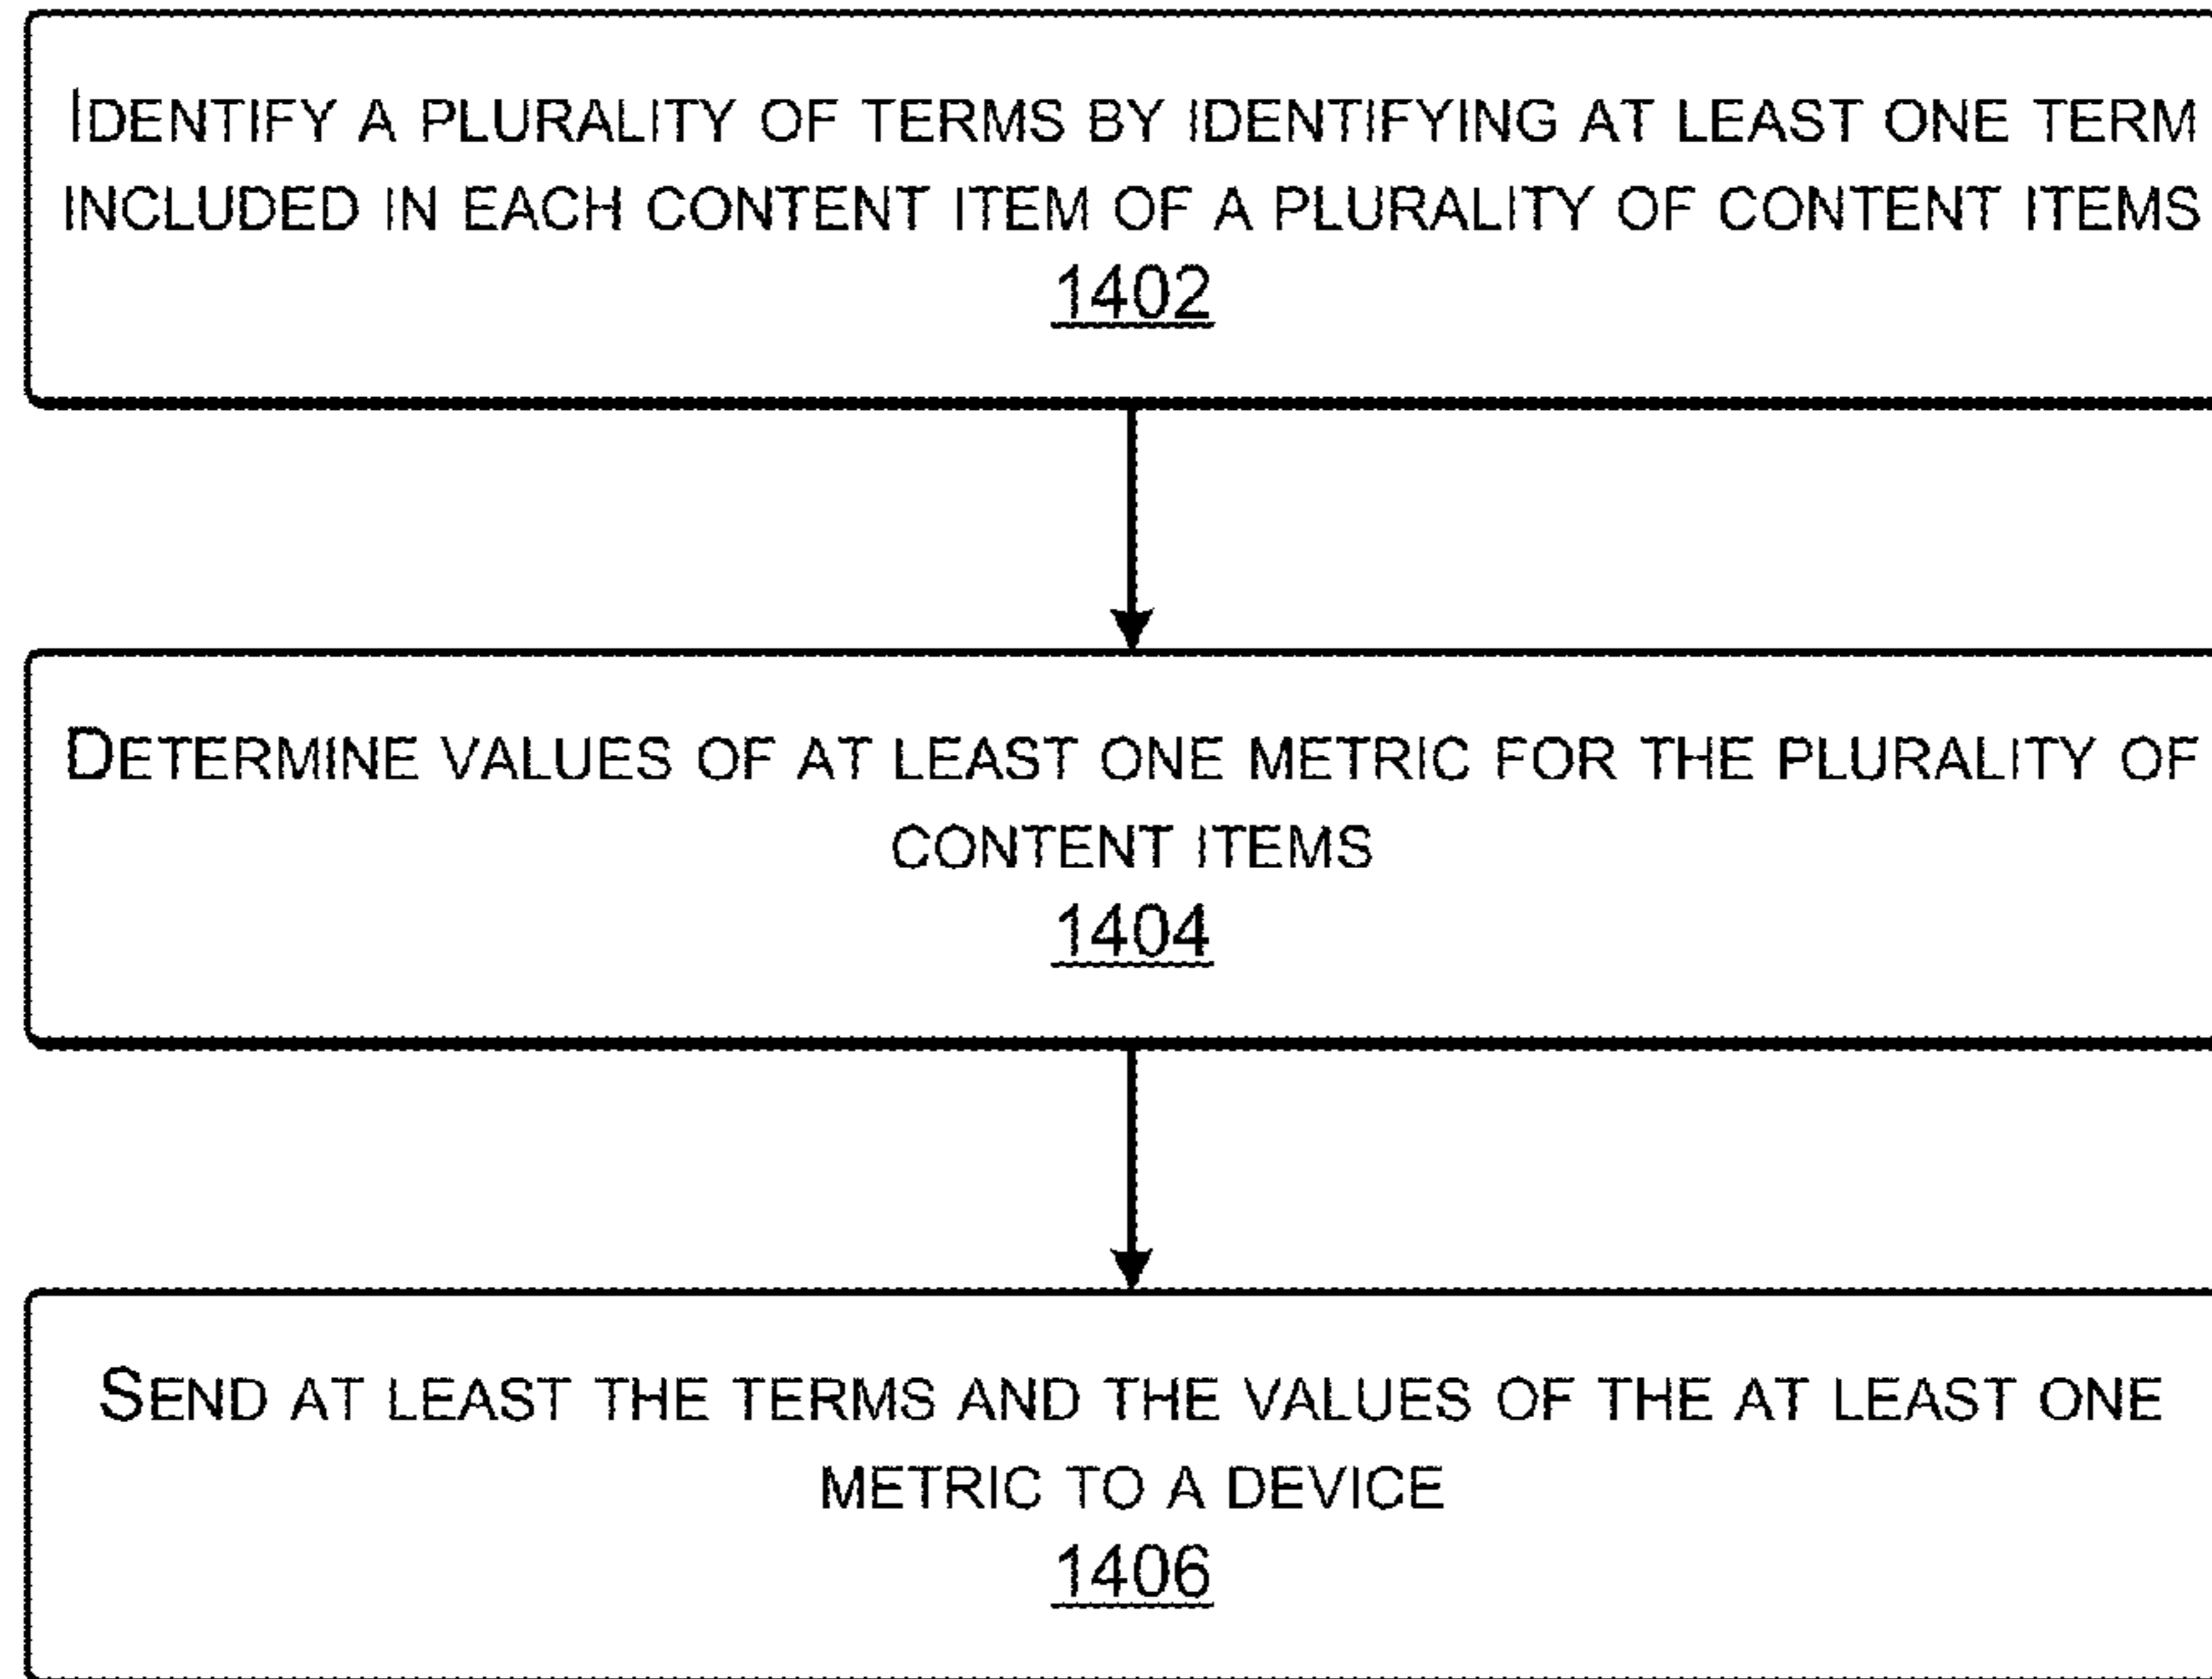 IDENTIFY A PLURALITY OF TERMS BY IDENTIFYING AT LEAST ONE TERM
INCLUDED IN EACH CONTENT ITEM OF A PLURALITY OF CONTENT ITEMS
1402
DETERMINE VALUES OF AT LEAST ONE METRIC FOR THE PLURALITY OF
CONTENT ITEMS
1404
SEND AT LEAST THE TERMS AND THE VALUES OF THE AT LEAST ONE
METRIC TO A DEVICE
1406